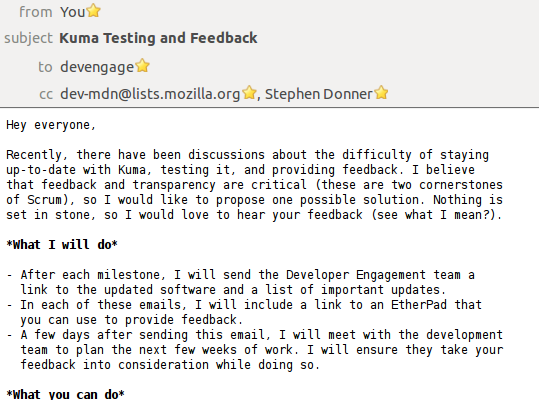 from You
subject Kuma Testing and Feedback
to devengage
cc dev-mdn@lists.mozilla.org, Stephen Donner
Hey everyone,
Recently, there have been discussions about the difficulty of staying
up-to-date with Kuma, testing it, and providing feedback. I believe
that feedback and transparency are critical (these are two cornerstones
of Scrum), so I would like to propose one possible solution. Nothing is
set in stone, so I would love to hear your feedback (see what I mean?).
*What I will do*
- After each milestone, I will send the Developer Engagement team a
link to the updated software and a list of important updates.
- In each of these emails, I will include a link to an EtherPad that
you can use to provide feedback.
- A few days after sending this email, I will meet with the development
team to plan the next few weeks of work. I will ensure they take your
feedback into consideration while doing so.
*What you can do*